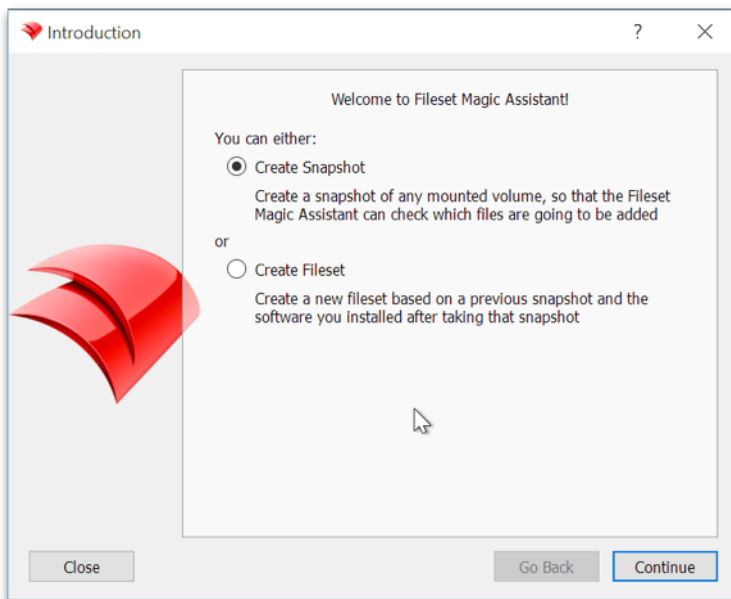 Introduction
?
Welcome to Fileset Magic Assistant!
You can either:
Create Snapshot
Create a snapshot of any mounted volume, so that the Fileset
Magic Assistant can check which files are going to be added
or
Create Fileset
Create a new fileset based on a previous snapshot and the
software you installed after taking that snapshot
Close
Go Back
Continue